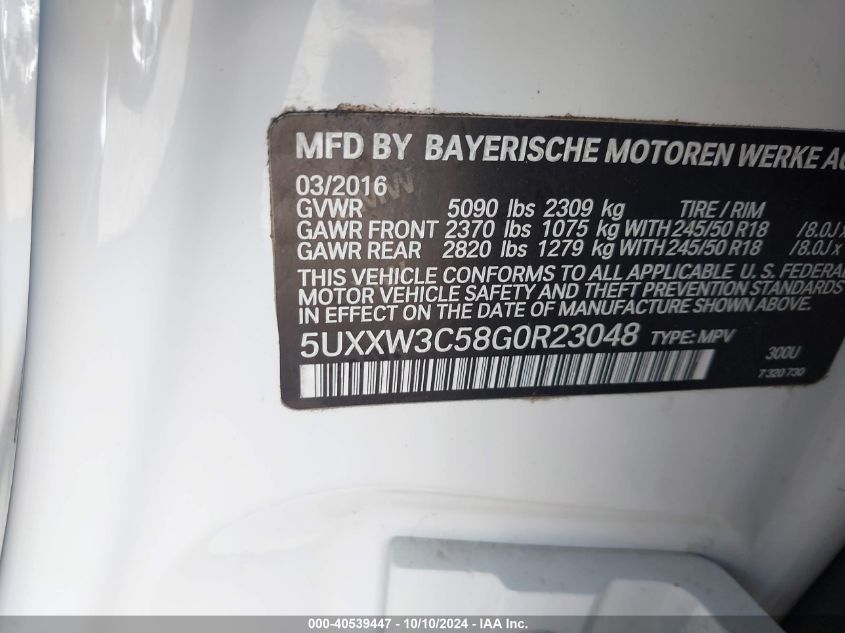 MFD BY BAYERISCHE MOTOREN WERKE AG
03/2016
GVWR 5090 lbs 2309 kg TIRE / RIM
GAWR FRONT 2370 lbs 1075 kg WITH 245/50 R18 /8.0J x
GAWR REAR 2820 lbs 1279 kg WITH 245/50 R18 /8.0J x
THIS VEHICLE CONFORMS TO ALL APPLICABLE U.S. FEDERAL
MOTOR VEHICLE SAFETY AND THEFT PREVENTION STANDARDS
IN EFFECT ON THE DATE OF MANUFACTURE SHOWN ABOVE.
5UXXW3C58G0R23048 TYPE: MPV
300U
7 320 730
000-40539447 - 10/10/2024 - IAA Inc.